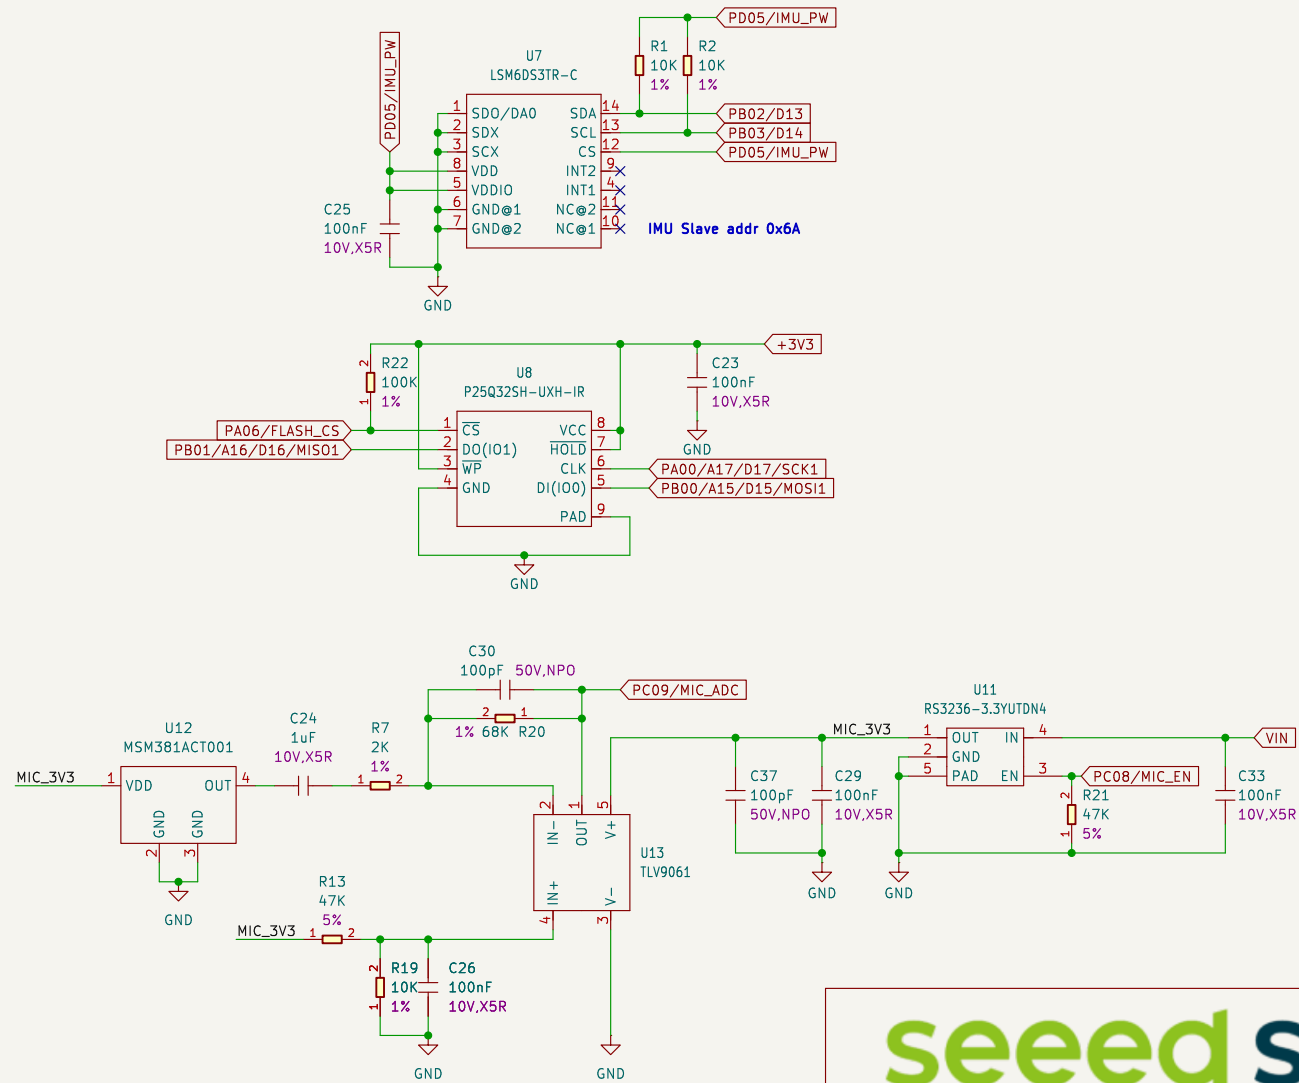 PD05/IMU_PW
PD05/IMU_PW
R1
10K
1%
R2
10K
1%
U7
LSM6DS3TR-C
1 SDO/DA0
2 SDX
3 SCX
8 VDD
5 VDDIO
6 GND@1
7 GND@2
SDA 14
SCL 13
CS 12
INT2 9
INT1 4
NC@2 11
NC@1 10
PB02/D13
PB03/D14
PD05/IMU_PW
C25
100nF
10V,X5R
IMU Slave addr 0x6A
GND
+3V3
R22
100K
1%
2
1
U8
P25Q32SH-UXH-IR
C23
100nF
10V,X5R
GND
PA06/FLASH_CS
PB01/A16/D16/MISO1
1 CS
2 DO(IO1)
3 WP
4 GND
VCC 8
HOLD 7
CLK 6
DI(IO0) 5
PAD 9
PA00/A17/D17/SCK1
PB00/A15/D15/MOSI1
GND
C30
100pF 50V,NPO
2 1
1% 68K R20
PC09/MIC_ADC
U12
MSM381ACT001
MIC_3V3
1 VDD
OUT 4
GND
GND
2
3
GND
C24
1uF
10V,X5R
R7
2K
1%
1 2
2
1
5
IN-
OUT
V+
IN+
V-
4
3
U13
TLV9061
R13
47K
5%
MIC_3V3
1 2
2
1
R19
10K
1%
C26
100nF
10V,X5R
GND
GND
MIC_3V3
C37
100pF
50V,NPO
C29
100nF
10V,X5R
GND
U11
RS3236-3.3YUTDN4
1 OUT
2 GND
5 PAD
IN 4
EN 3
VIN
PC08/MIC_EN
2
1
R21
47K
5%
C33
100nF
10V,X5R
GND
seeed s